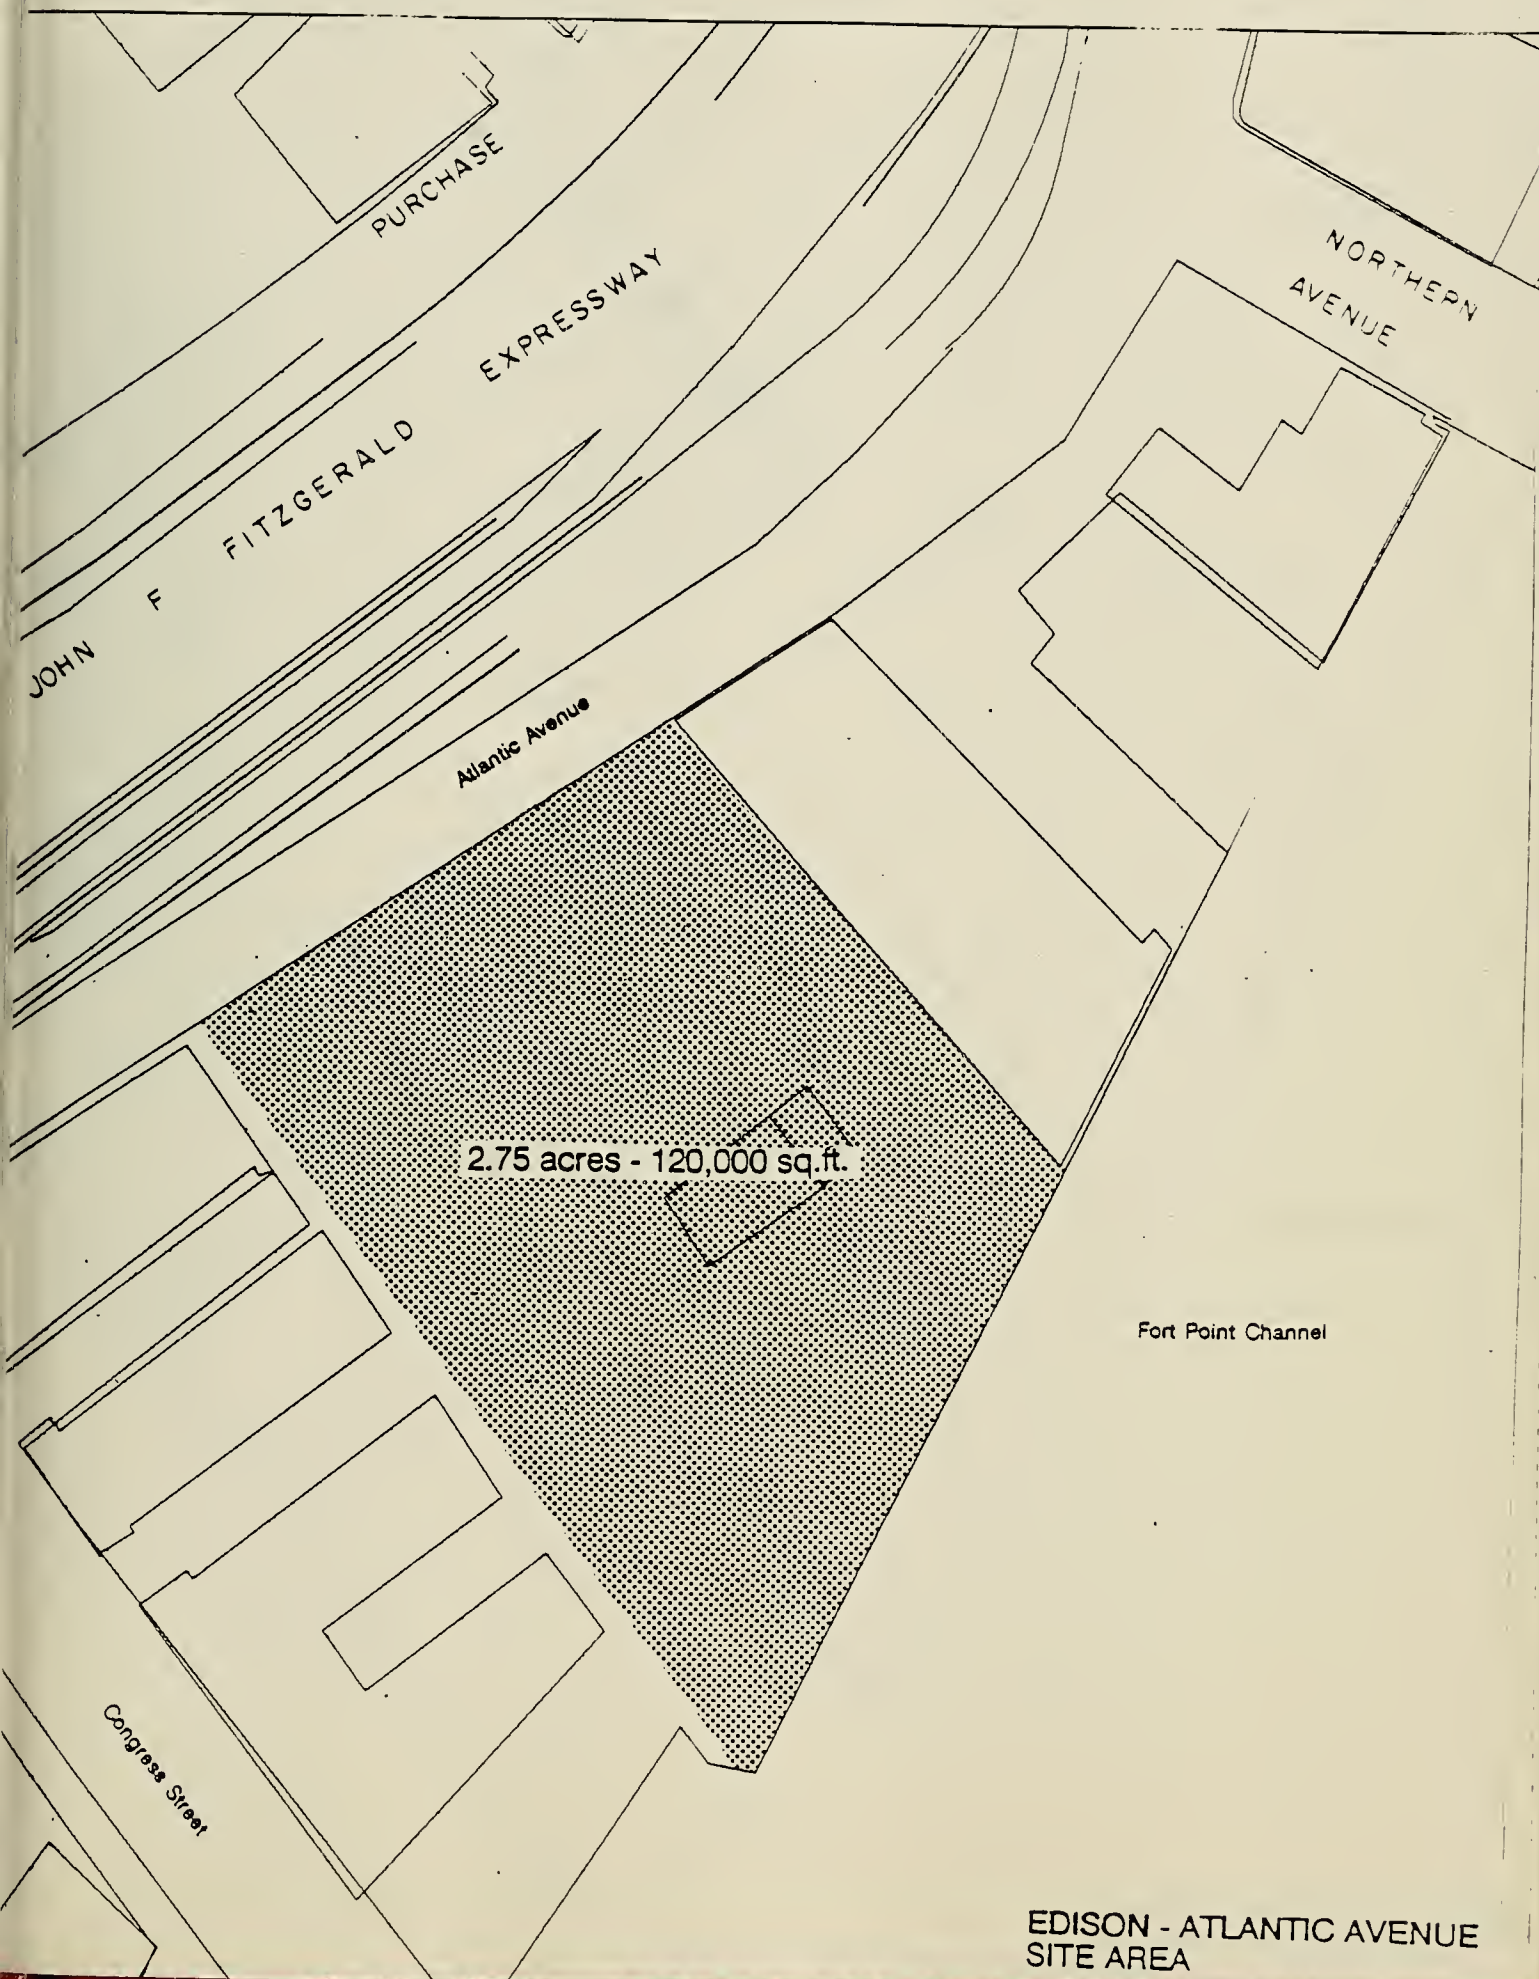 PURCHASE
NORTHERN
AVENUE
JOHN F FITZGERALD EXPRESSWAY
Atlantic Avenue
2.75 acres - 120,000 sq.ft.
Fort Point Channel
Congress Street
EDISON - ATLANTIC AVENUE
SITE AREA